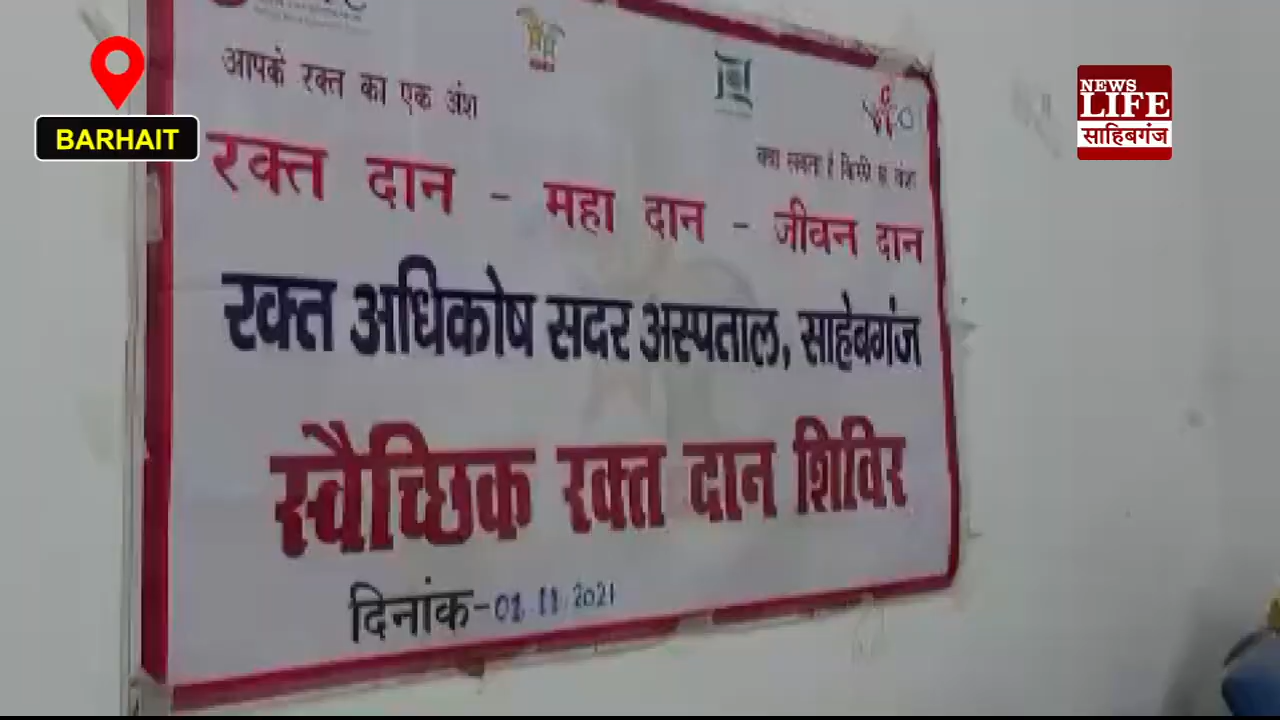 BARHAIT
NEWS
LIFE
साहिबगंज
आपके रक्त का एक अंश
रक्त दान - महा दान - जीवन दान
रक्त अधिकोष सदर अस्पताल, साहेबगंज
स्वैच्छिक रक्त दान शिविर
दिनांक-01.11.2021